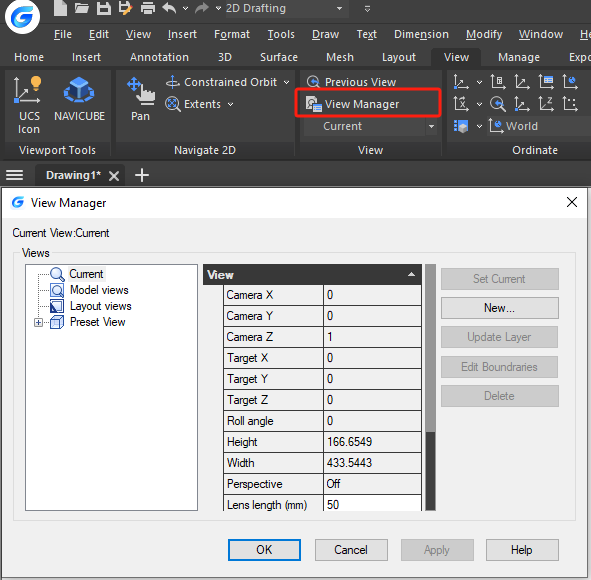 2D Drafting
File Edit View Insert Format Tools Draw Text Dimension Modify Window
Home Insert Annotation 3D Surface Mesh Layout View Manage
Constrained Orbit
Previous View
UCS Icon
NAVICUBE
Pan
Extents
View Manager
Current
World
Viewport Tools
Navigate 2D
View
Ordinate
Drawing1*
View Manager
Current View:Current
Views
Current
Model views
Layout views
Preset View
View
Camera X 0
Camera Y 0
Camera Z 1
Target X 0
Target Y 0
Target Z 0
Roll angle 0
Height 166.6549
Width 433.5443
Perspective Off
Lens length (mm) 50
Set Current
New...
Update Layer
Edit Boundaries
Delete
OK Cancel Apply Help